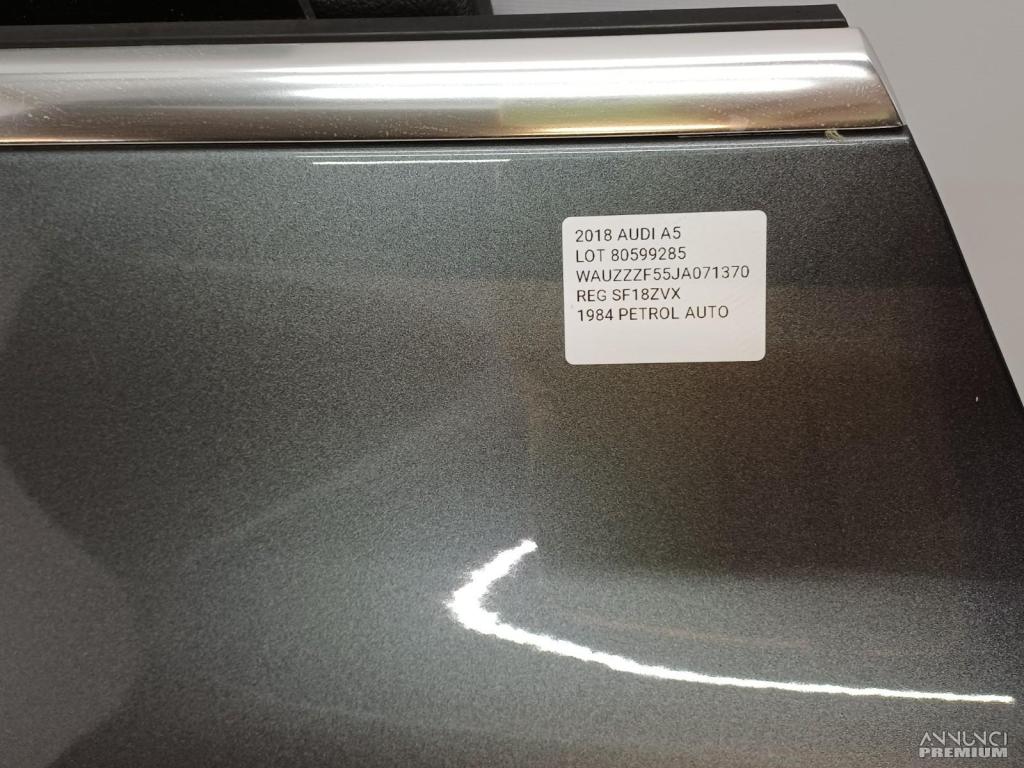 2018 AUDI A5
LOT 80599285
WAUZZZF55JA071370
REG SF18ZVX
1984 PETROL AUTO
ANNUNCI
PREMIUM